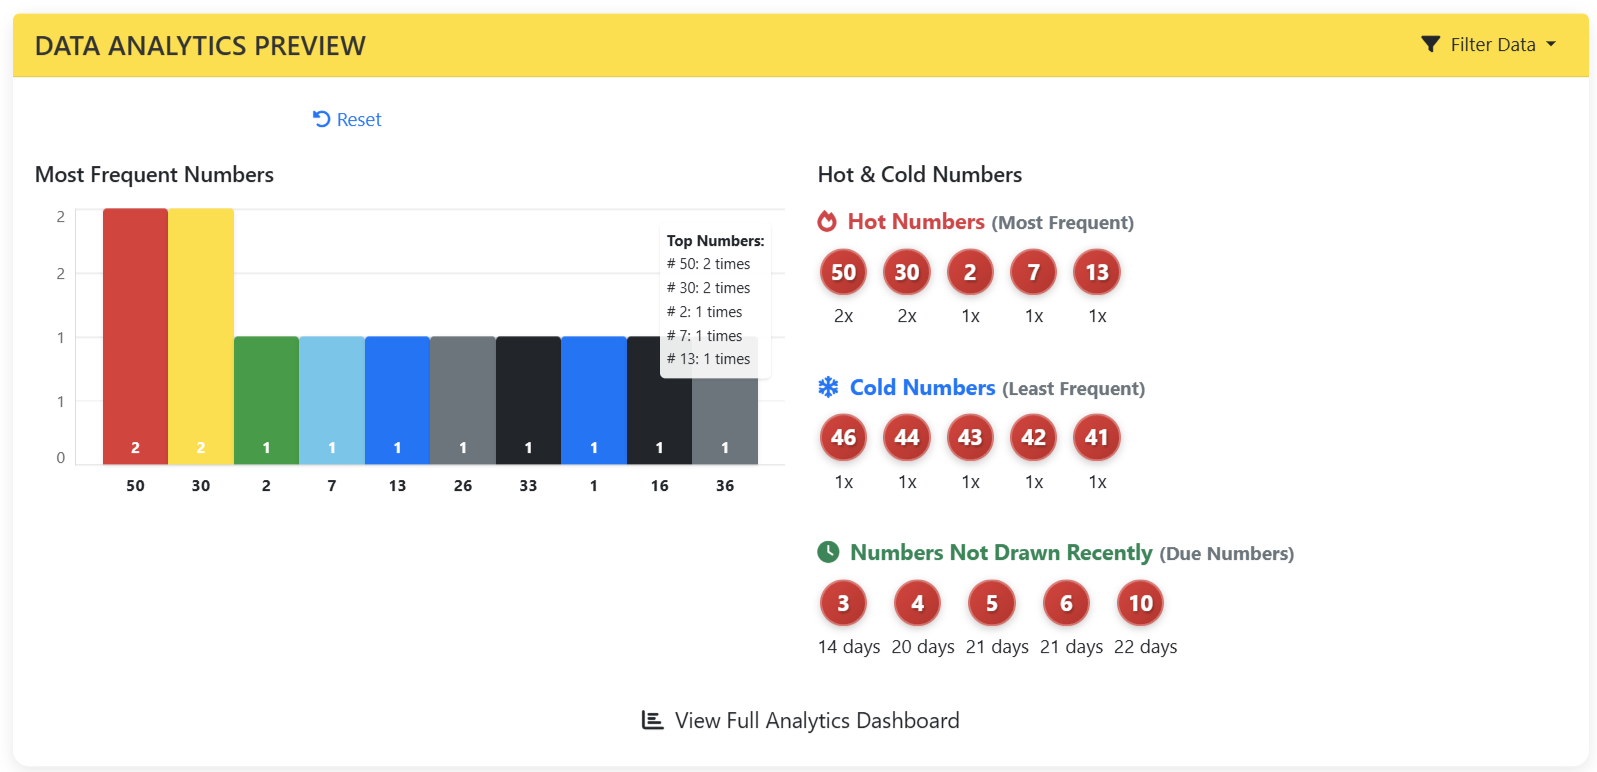 DATA ANALYTICS PREVIEW
Filter Data
Reset
Most Frequent Numbers
2
2
1
1
0
2 2 1 1 1 1 1 1 1 1
50 30 2 7 13 26 33 1 16 36
Top Numbers:
# 50: 2 times
# 30: 2 times
# 2: 1 times
# 7: 1 times
# 13: 1 times
Hot & Cold Numbers
Hot Numbers (Most Frequent)
50 30 2 7 13
2x 2x 1x 1x 1x
Cold Numbers (Least Frequent)
46 44 43 42 41
1x 1x 1x 1x 1x
Numbers Not Drawn Recently (Due Numbers)
3 4 5 6 10
14 days 20 days 21 days 21 days 22 days
View Full Analytics Dashboard